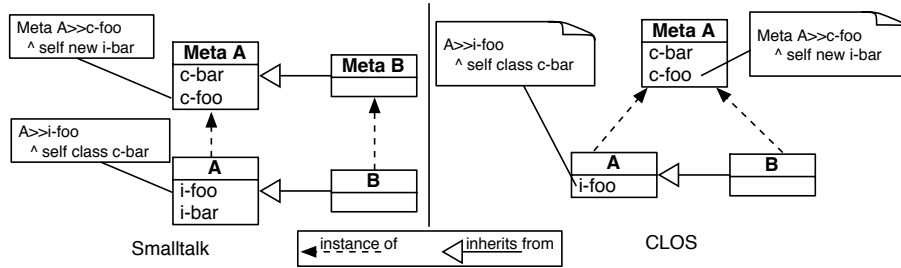 Meta A>>c-foo
^ self new i-bar
Meta A
c-bar
c-foo
Meta B
A>>i-foo
^ self class c-bar
A
i-foo
i-bar
B
Smalltalk
A>>i-foo
^ self class c-bar
Meta A
c-bar
c-foo
Meta A>>c-foo
^ self new i-bar
A
i-foo
B
CLOS
instance of
inherits from